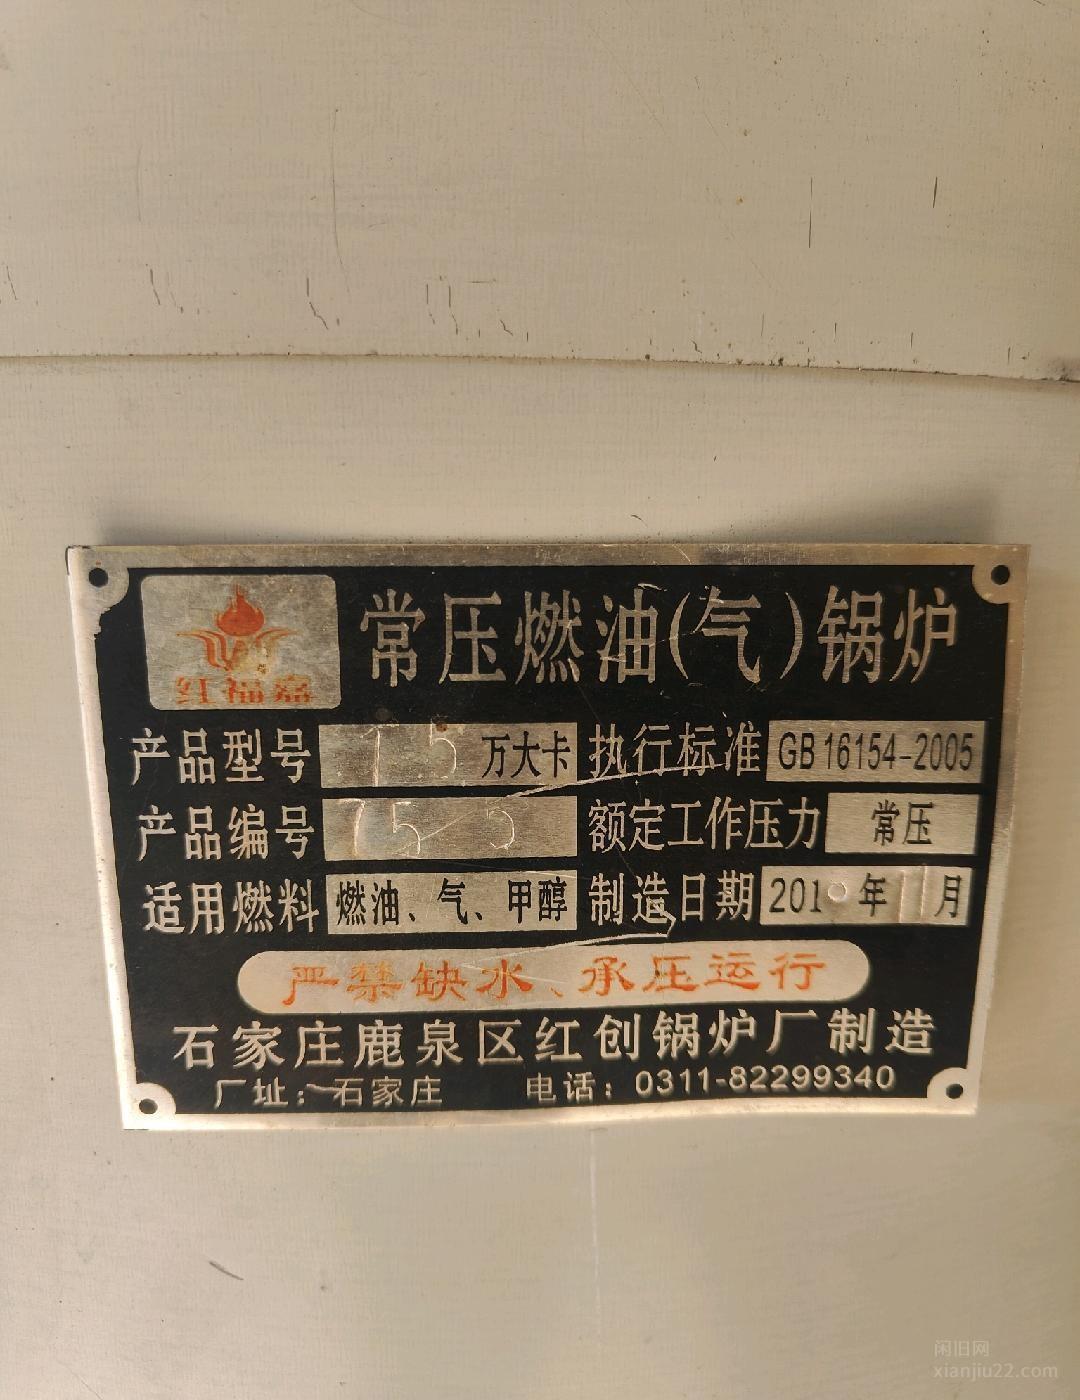 红福嘉
常压燃油(气)锅炉
产品型号 15万大卡 执行标准 GB 16154-2005
产品编号 额定工作压力 常压
适用燃料 燃油、气、甲醇 制造日期 201 年11月
严禁缺水、承压运行
石家庄鹿泉区红创锅炉厂制造
厂址：石家庄 电话：0311-82299340
闲旧网
xianjiu22.com